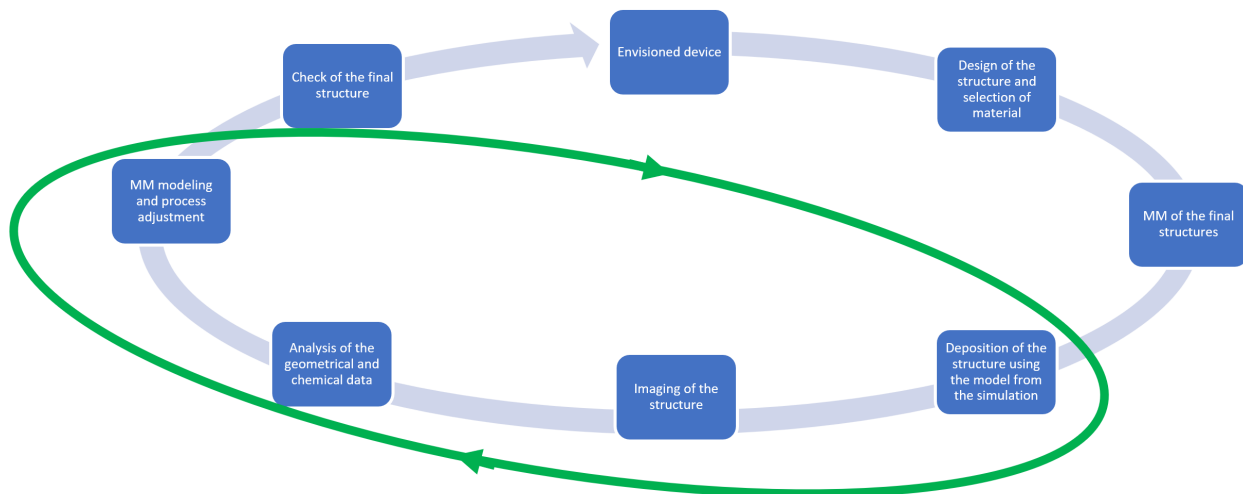 Envisioned device
Design of the
structure and
selection of
material
MM of the final
structures
Deposition of the
structure using
the model from
the simulation
Imaging of the
structure
Analysis of the
geometrical and
chemical data
MM modeling
and process
adjustment
Check of the final
structure